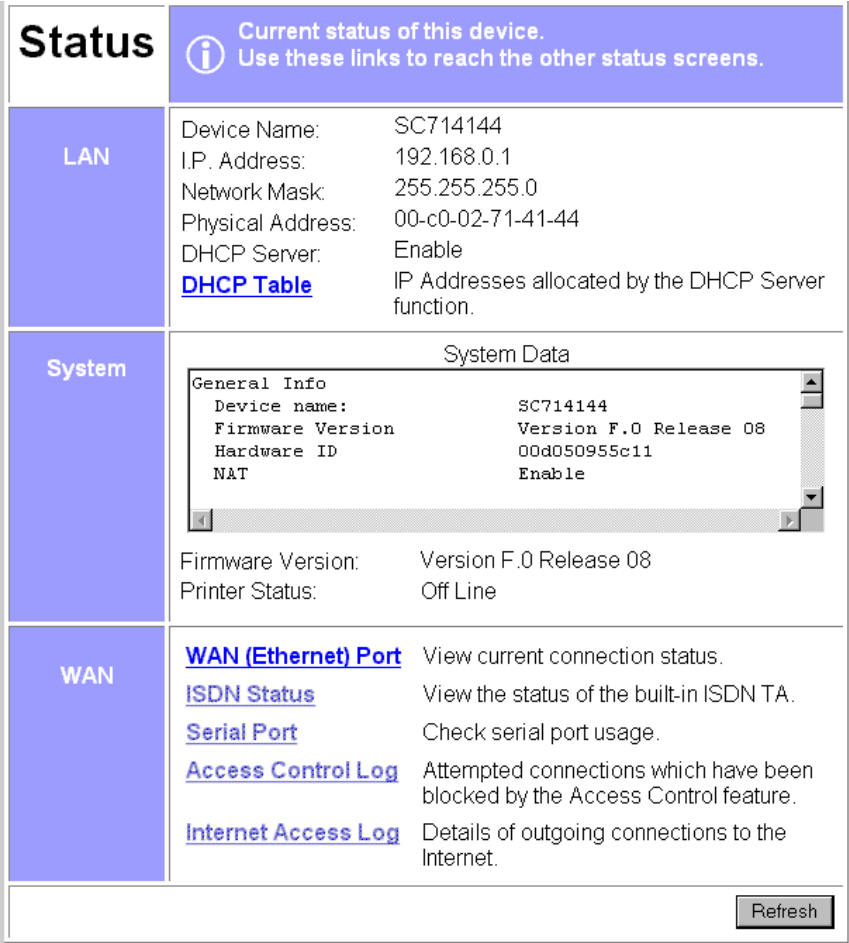 Status
Current status of this device.
Use these links to reach the other status screens.
LAN
Device Name: SC714144
I.P. Address: 192.168.0.1
Network Mask: 255.255.255.0
Physical Address: 00-c0-02-71-41-44
DHCP Server: Enable
DHCP Table IP Addresses allocated by the DHCP Server
function.
System
System Data
General Info
Device name: SC714144
Firmware Version Version F.0 Release 08
Hardware ID 00d050955c11
NAT Enable
Firmware Version: Version F.0 Release 08
Printer Status: Off Line
WAN
WAN (Ethernet) Port View current connection status.
ISDN Status View the status of the built-in ISDN TA.
Serial Port Check serial port usage.
Access Control Log Attempted connections which have been
blocked by the Access Control feature.
Internet Access Log Details of outgoing connections to the
Internet.
Refresh